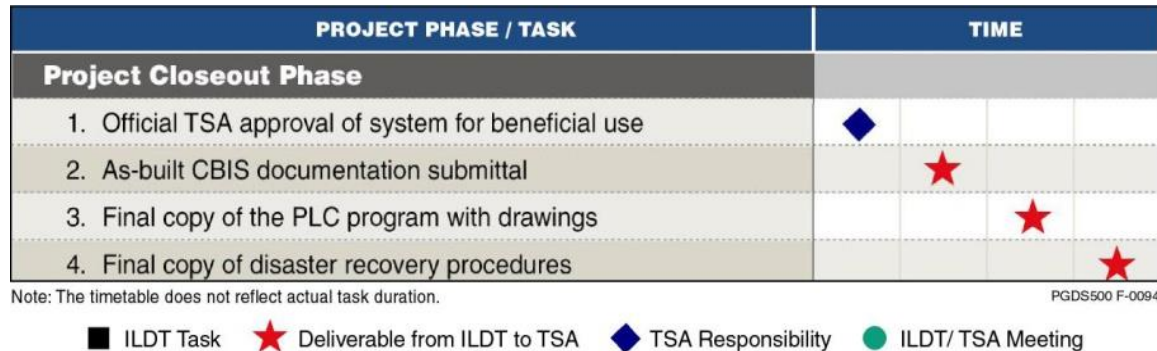 PROJECT PHASE / TASK TIME
Project Closeout Phase
1. Official TSA approval of system for beneficial use
2. As-built CBIS documentation submittal
3. Final copy of the PLC program with drawings
4. Final copy of disaster recovery procedures
Note: The timetable does not reflect actual task duration. PGDS500 F-0094
ILDT Task Deliverable from ILDT to TSA TSA Responsibility ILDT/ TSA Meeting